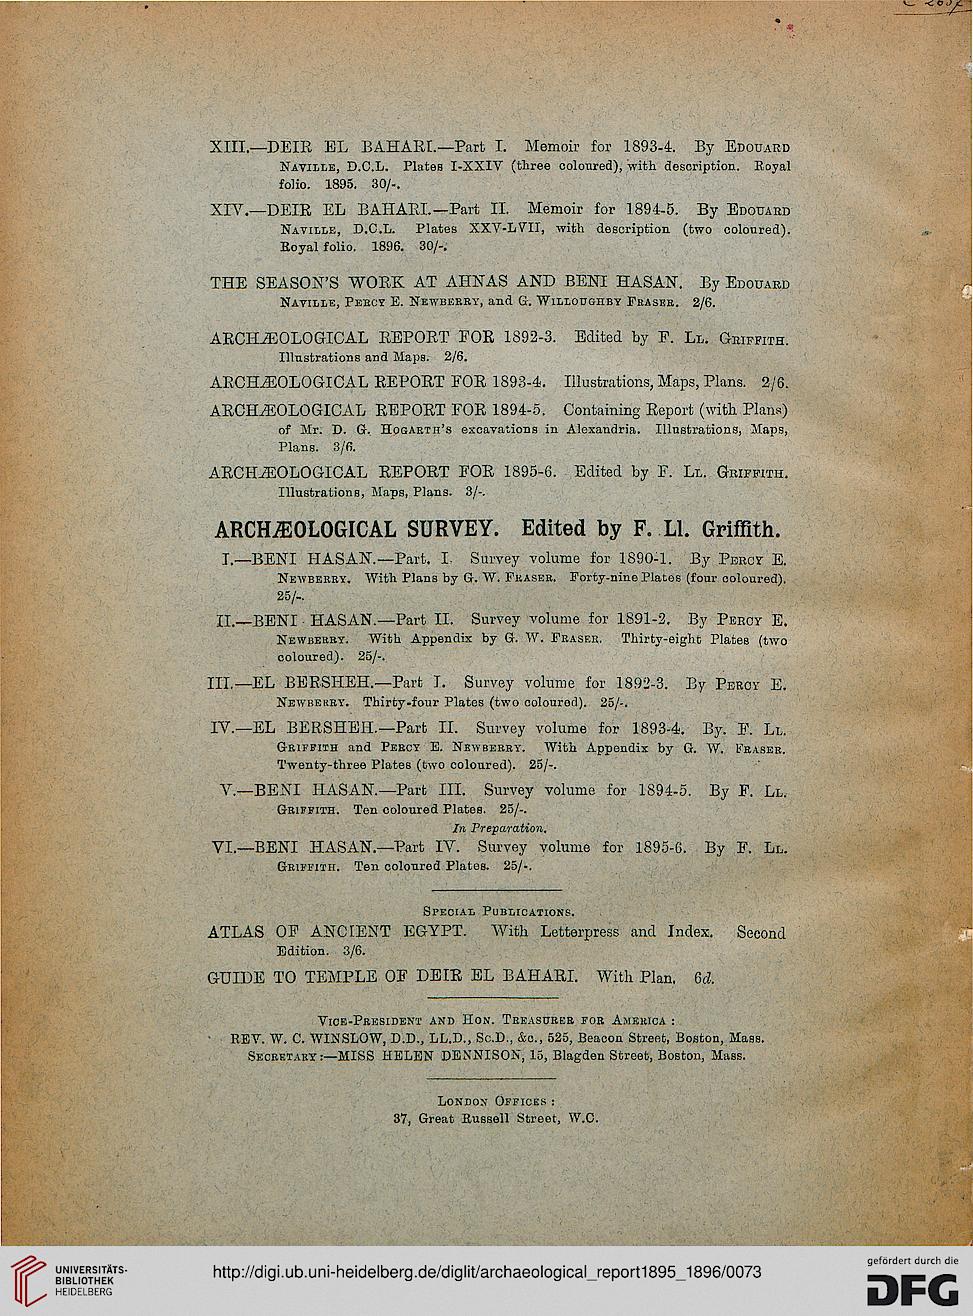 XIII.—DEIR EL BAHARI.—Part I. Memoir for 1893-4. By EDOUARD
NAVILLE, D.C.L. Plates I-XXIV (three coloured), with description. Royal
folio. 1895. 30/-.
XIV.—DEIR EL BAHARI.—Part II. Memoir for 1894-5. By EDOUARD
NAVILLE, D.C.L. Plates XXV-LVII, with description (two coloured).
Royal folio. 1896. 30/-.
THE SEASON'S WORK AT AHNAS AND BENI HASAN. By EDOUARD
NAVILLE, PERCY E. NEWBERRY, and G. WILLOUGHBY FRASER. 2/6.
ARCHÆOLOGICAL REPORT FOR 1892-3. Edited by F. LL. GRIFFITH.
Illustrations and Maps. 2/6.
ARCHÆOLOGICAL REPORT FOR 1893-4. Illustrations, Maps, Plans. 2/6.
ARCHÆOLOGICAL REPORT FOR 1894-5. Containing Report (with Plans)
of Mr. D. G. HOGARTH'S excavations in Alexandria. Illustrations, Maps,
Plans. 3/6.
ARCHÆOLOGICAL REPORT FOR 1895-6. Edited by F. LL. GRIFFITH.
Illustrations, Maps, Plans. 3/-.
ARCHÆOLOGICAL SURVEY. Edited by F. Ll. Griffith.
I.—BENI HASAN.—Part. I. Survey volume for 1890-1. By PERCY E.
NEWBERRY. With Plans by G. W. FRASER. Forty-nine Plates (four coloured).
25/-.
II.—BENI HASAN.—Part II. Survey volume for 1891-2. By PERCY E.
NEWBERRY. With Appendix by G. W. FRASER. Thirty-eight Plates (two
coloured). 25/-.
III.—EL BERSHEH.—Part I. Survey volume for 1892-3. By PERCY E.
NEWBERRY. Thirty-four Plates (two coloured). 25/-.
IV.—EL BERSHEH.—Part II. Survey volume for 1893-4. By. F. LL.
GRIFFITH and PERCY E. NEWBERRY. With Appendix by G. W. FRASER.
Twenty-three Plates (two coloured). 25/-.
V.—BENI HASAN.—Part III. Survey volume for 1894-5. By F. LL.
GRIFFITH. Ten coloured Plates. 25/-.
In Preparation.
VI.—BENI HASAN.—Part IV. Survey volume for 1895-6. By F. LL.
GRIFFITH. Ten coloured Plates. 25/-.
SPECIAL PUBLICATIONS.
ATLAS OF ANCIENT EGYPT. With Letterpress and Index. Second
Edition. 3/6.
GUIDE TO TEMPLE OF DEIR EL BAHARI. With Plan, 6d.
VICE-PRESIDENT AND HON. TREASURER FOR AMERICA :
REV. W. C. WINSLOW, D.D., LL.D., Sc.D., &c., 525, Beacon Street, Boston, Mass.
SECRETARY :—MISS HELEN DENNISON, 15, Blagden Street, Boston, Mass.
LONDON OFFICES :
37, Great Russell Street, W.C.
UNIVERSITÄTS-
BIBLIOTHEK
HEIDELBERG
http://digi.ub.uni-heidelberg.de/diglit/archaeological_report1895_1896/0073
gefördert durch die
DFG